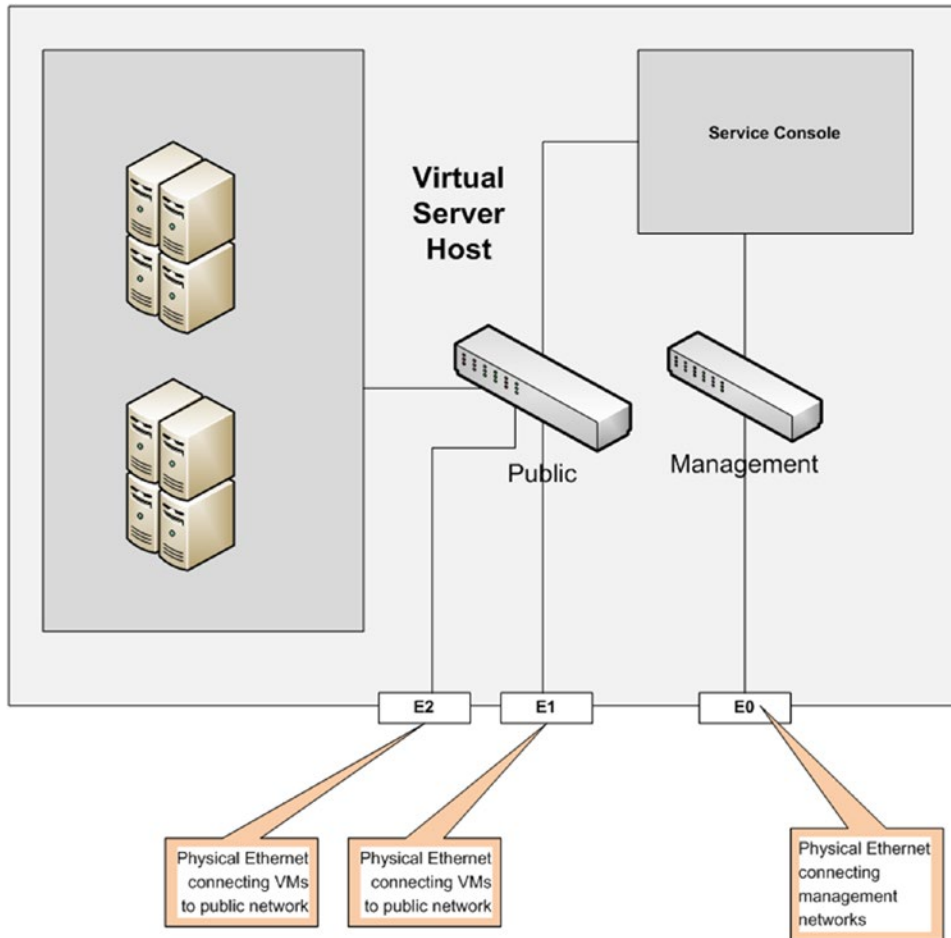 Service Console
Virtual
Server
Host
Public
Management
E2
E1
E0
Physical Ethernet
connecting VMs
to public network
Physical Ethernet
connecting VMs
to public network
Physical Ethernet
connecting
management
networks